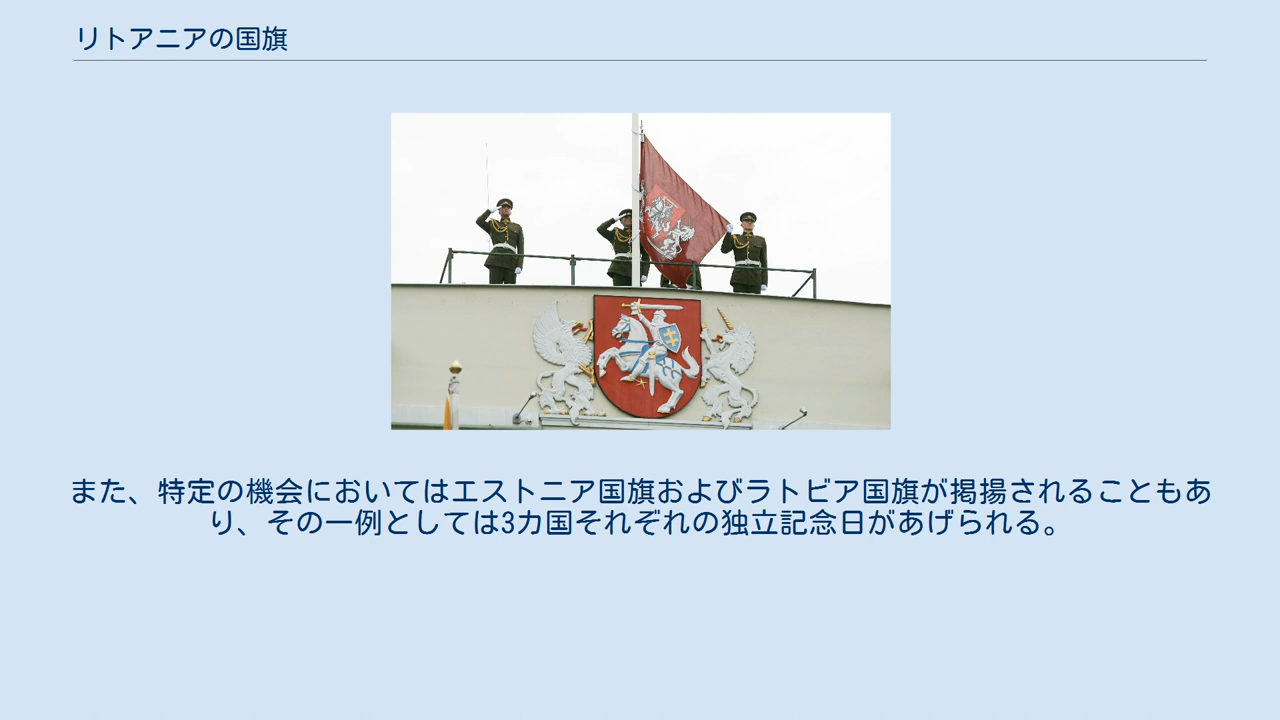 リトアニアの国旗
また、特定の機会においてはエストニア国旗およびラトビア国旗が掲揚されることもあ
り、その一例としては3カ国それぞれの独立記念日があげられる。